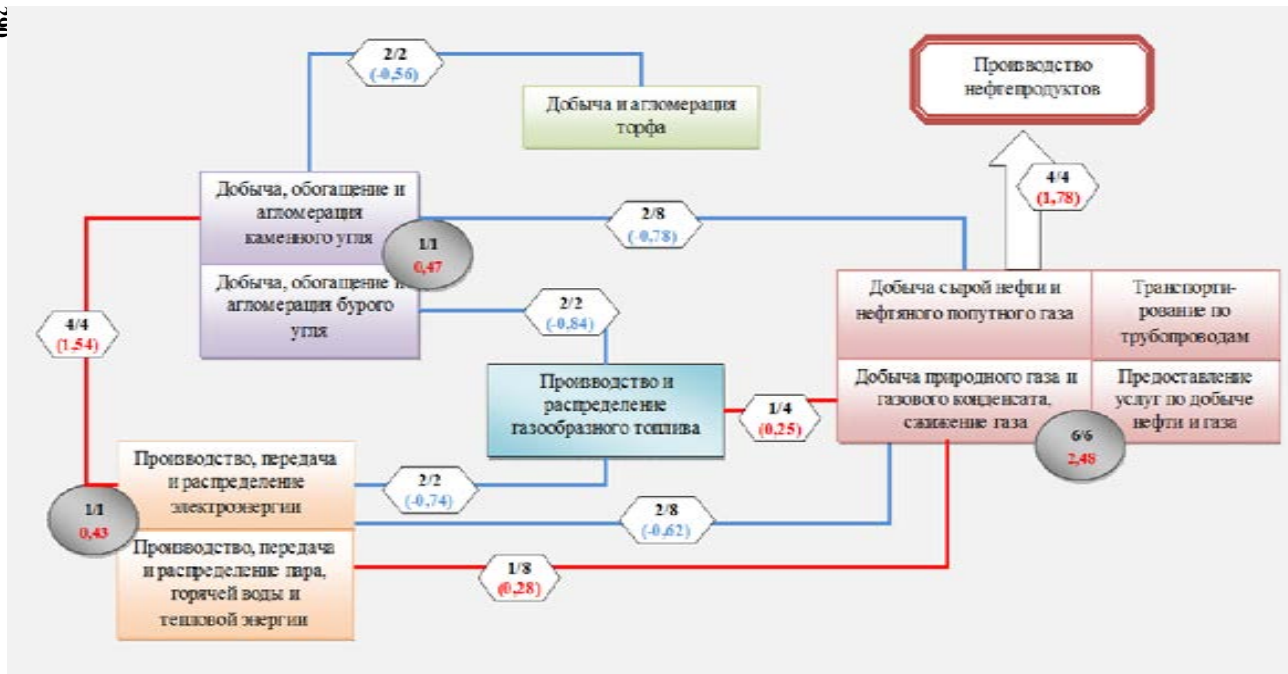 2/2
(-0,56)
Производство
нефтепродуктов
Добыча и агломерация
торфа
4/4
(1,78)
Добыча, обогащение и
агломерация
каменного угля
1/1
0,47
2/8
(-0,78)
Добыча, обогащение и
агломерация бурого
угля
2/2
(-0,84)
Добыча сырой нефти и
нефтяного попутного газа
Транспорти-
рование по
трубопроводам
4/4
(1,54)
Производство и
распределение
газообразного топлива
1/4
(0,25)
Добыча природного газа и
газового конденсата,
сжижение газа
Предоставление
услуг по добыче
нефти и газа
6/6
2,48
Производство, передача
и распределение
электроэнергии
2/2
(-0,74)
1/1
0,43
2/8
(-0,62)
Производство, передача
и распределение пара,
горячей воды и
тепловой энергии
1/8
(0,28)